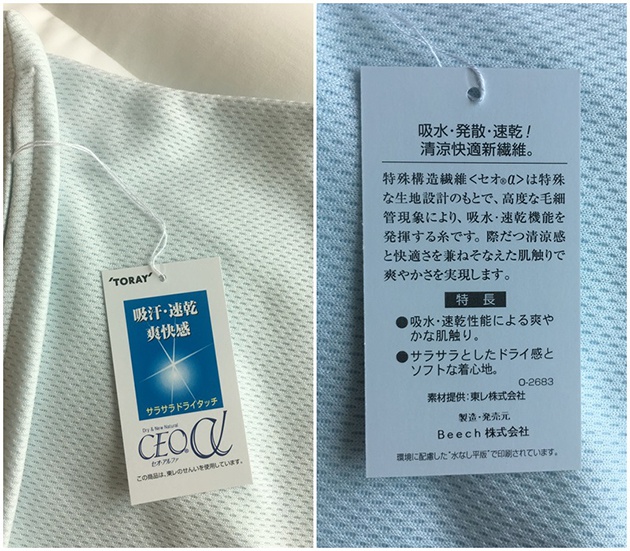 'TORAY'
吸汗・速乾
爽快感
サラサラドライタッチ
Dry & New Natural
CEO®α
セオ・アルファ
この商品は、東レのせんいを使用しています。
吸水・発散・速乾!
清涼快適新繊維。
特殊構造繊維<セオ®α>は特殊
な生地設計のもとで、高度な毛細
管現象により、吸水・速乾機能を
発揮する糸です。際だつ清涼感
と快適さを兼ねそなえた肌触りで
爽やかさを実現します。
特長
●吸水・速乾性能による爽や
かな肌触り。
●サラサラとしたドライ感と
ソフトな着心地。
O-2683
素材提供:東レ株式会社
製造・発売元
Beech 株式会社
環境に配慮した"水なし平版"で印刷されています。